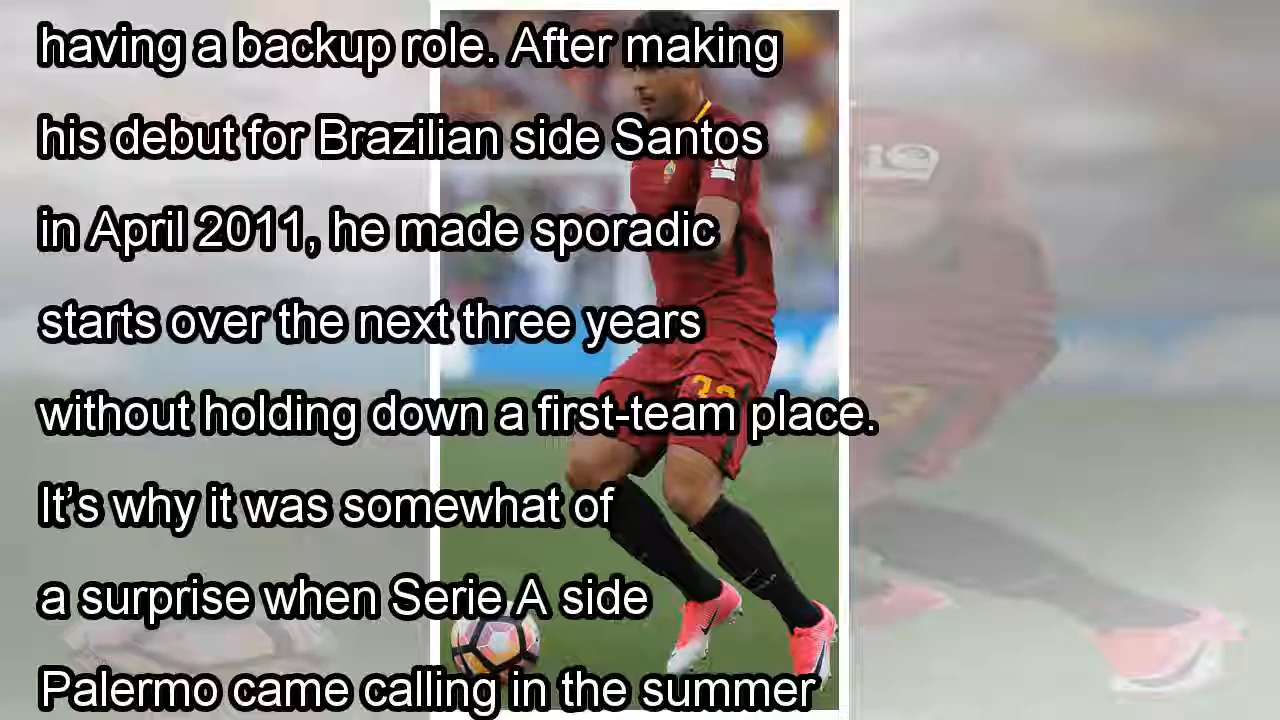 having a backup role. After making
his debut for Brazilian side Santos
in April 2011, he made sporadic
starts over the next three years
without holding down a first-team place.
It’s why it was somewhat of
a surprise when Serie A side
Palermo came calling in the summer